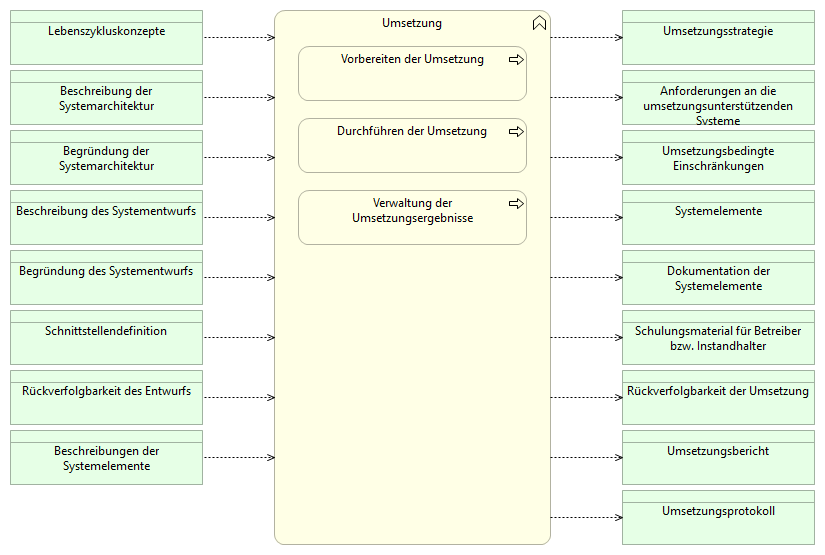 Lebenszykluskonzepte
Beschreibung der
Systemarchitektur
Begründung der
Systemarchitektur
Beschreibung des Systementwurfs
Begründung des Systementwurfs
Schnittstellendefinition
Rückverfolgbarkeit des Entwurfs
Beschreibungen der
Systemelemente
Umsetzung
Vorbereiten der Umsetzung
Durchführen der Umsetzung
Verwaltung der
Umsetzungsergebnisse
Umsetzungsstrategie
Anforderungen an die
umsetzungsunterstützenden
Systeme
Umsetzungsbedingte
Einschränkungen
Systemelemente
Dokumentation der
Systemelemente
Schulungsmaterial für Betreiber
bzw. Instandhalter
Rückverfolgbarkeit der Umsetzung
Umsetzungsbericht
Umsetzungsprotokoll